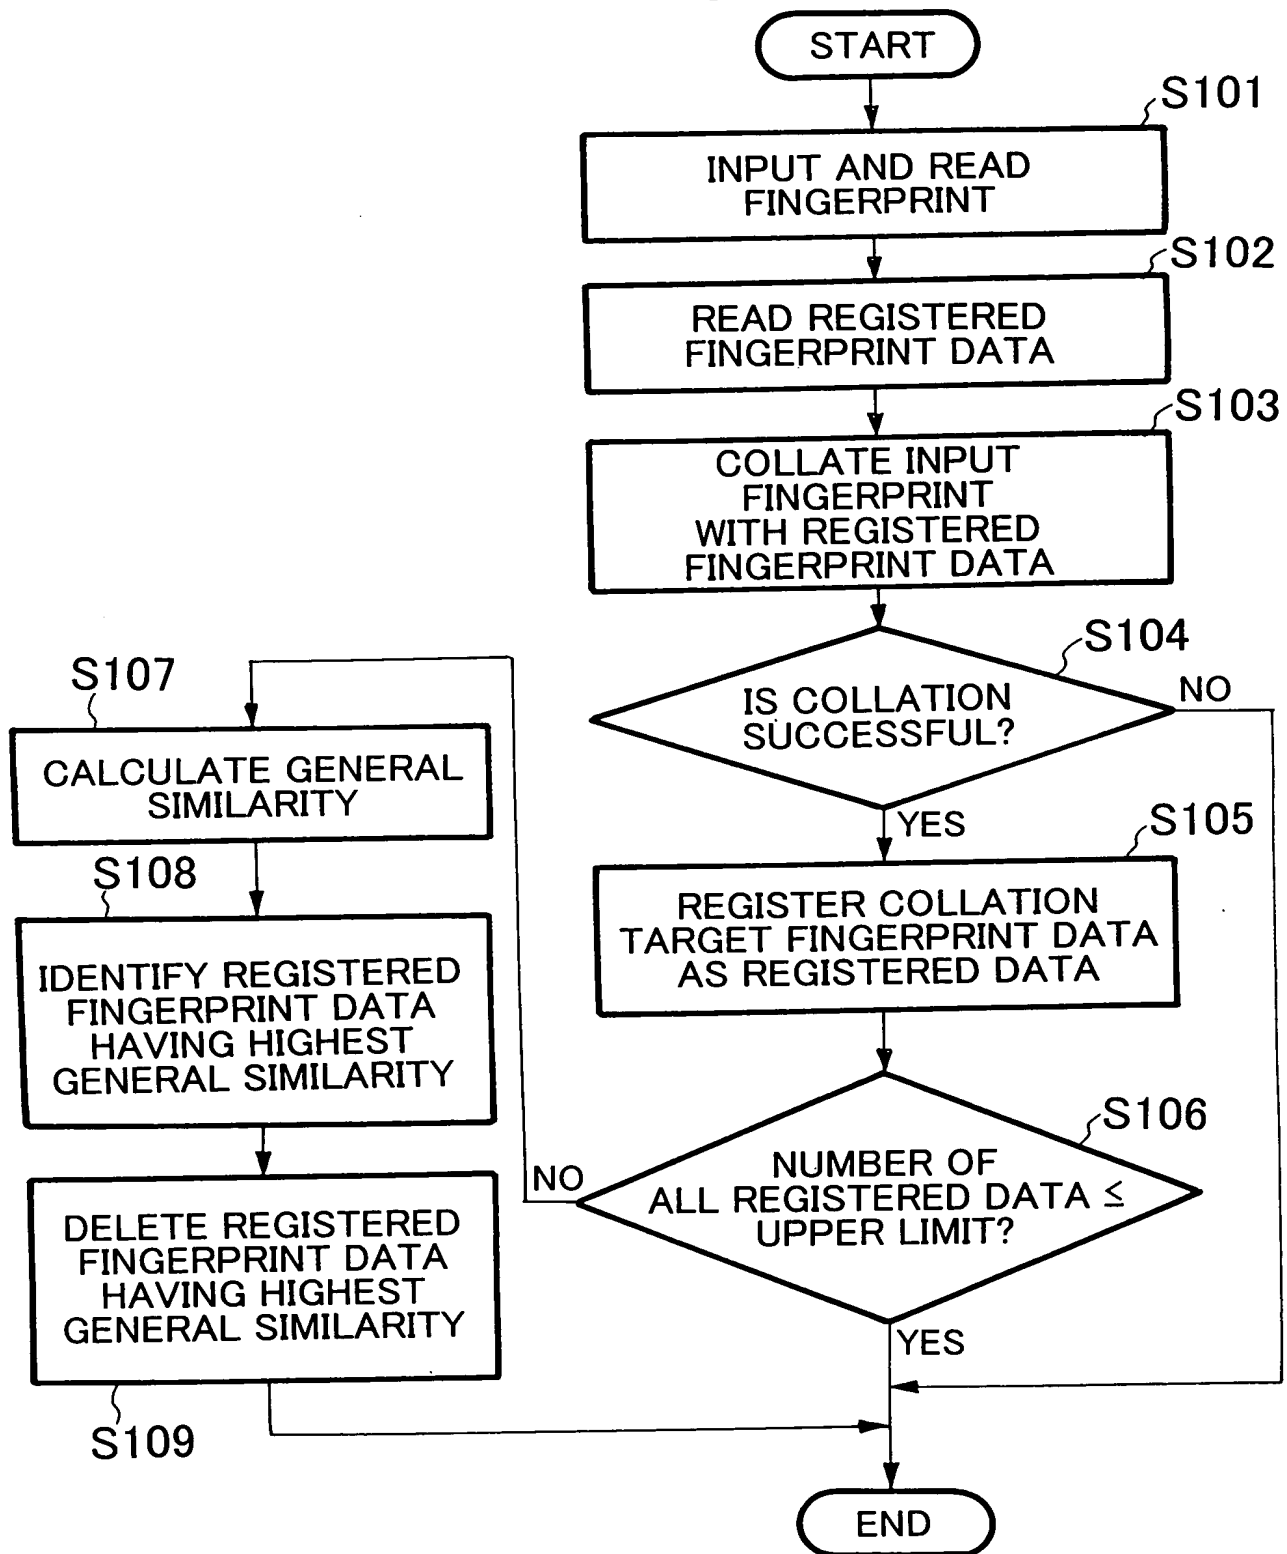 START
S101
INPUT AND READ
FINGERPRINT
S102
READ REGISTERED
FINGERPRINT DATA
S103
COLLATE INPUT
FINGERPRINT
WITH REGISTERED
FINGERPRINT DATA
S104
IS COLLATION
SUCCESSFUL?
NO
YES
S105
REGISTER COLLATION
TARGET FINGERPRINT DATA
AS REGISTERED DATA
S106
NUMBER OF
ALL REGISTERED DATA ≤
UPPER LIMIT?
NO
YES
S107
CALCULATE GENERAL
SIMILARITY
S108
IDENTIFY REGISTERED
FINGERPRINT DATA
HAVING HIGHEST
GENERAL SIMILARITY
DELETE REGISTERED
FINGERPRINT DATA
HAVING HIGHEST
GENERAL SIMILARITY
S109
END